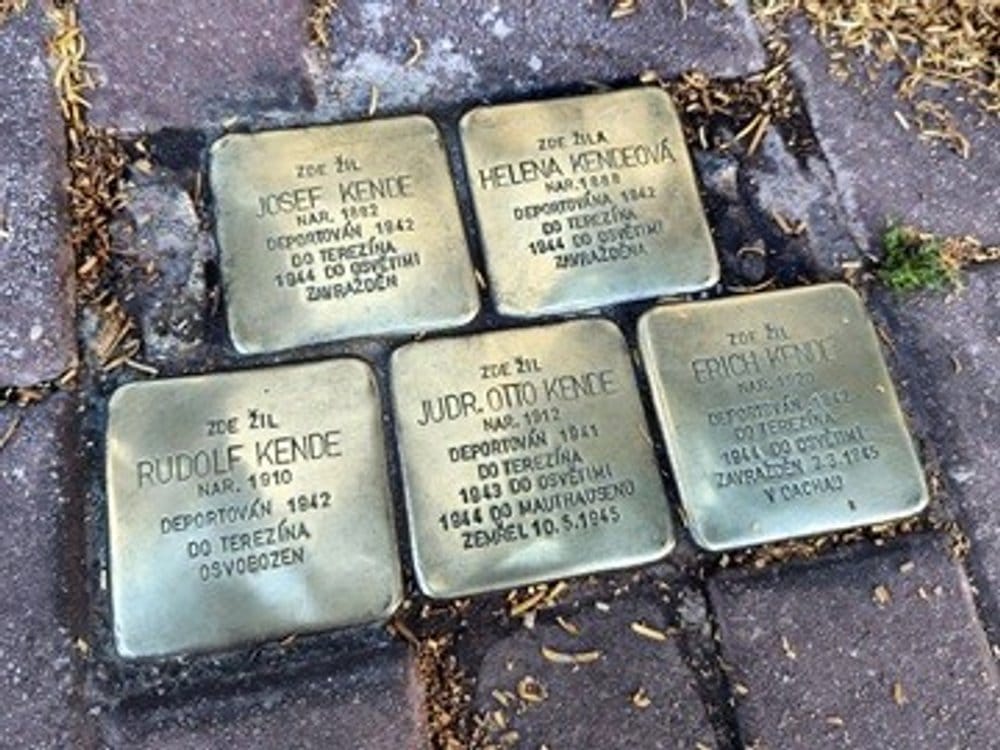 ZDE ŽIL
JOSEF KENDE
NAR. 1882
DEPORTOVÁN 1942
DO TEREZÍNA
1944 DO OSVĚTIMI
ZAVRAŽDĚN
ZDE ŽILA
HELENA KENDEOVÁ
NAR. 1888
DEPORTOVÁNA 1942
DO TEREZÍNA
1944 DO OSVĚTIMI
ZAVRAŽDĚNA
ZDE ŽIL
RUDOLF KENDE
NAR. 1910
DEPORTOVÁN 1942
DO TEREZÍNA
OSVOBOZEN
ZDE ŽIL
JUDR. OTTO KENDE
NAR. 1912
DEPORTOVÁN 1941
DO TEREZÍNA
1943 DO OSVĚTIMI
1944 DO MAUTHAUSENU
ZEMŘEL 10.5.1945
ZDE ŽIL
ERICH KENDE
NAR. 1920
DEPORTOVÁN 1942
DO TEREZÍNA
1944 DO OSVĚTIMI
ZAVRAŽDĚN 2.3.1945
V DACHAU